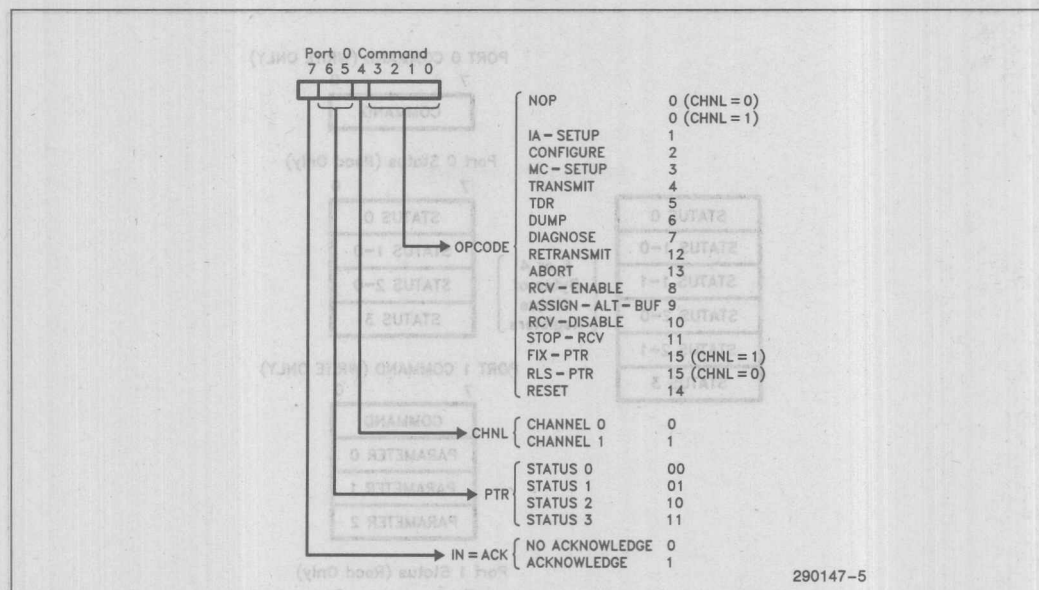 Port 0 Command
7 6 5 4 3 2 1 0
NOP 0 (CHNL = 0)
0 (CHNL = 1)
IA – SETUP 1
CONFIGURE 2
MC – SETUP 3
TRANSMIT 4
TDR 5
DUMP 6
OPCODE
DIAGNOSE 7
RETRANSMIT 12
ABORT 13
RCV – ENABLE 8
ASSIGN – ALT – BUF 9
RCV – DISABLE 10
STOP – RCV 11
FIX – PTR 15 (CHNL = 1)
RLS – PTR 15 (CHNL = 0)
RESET 14
CHNL
CHANNEL 0 0
CHANNEL 1 1
PTR
STATUS 0 00
STATUS 1 01
STATUS 2 10
STATUS 3 11
IN = ACK
NO ACKNOWLEDGE 0
ACKNOWLEDGE 1
290147–5